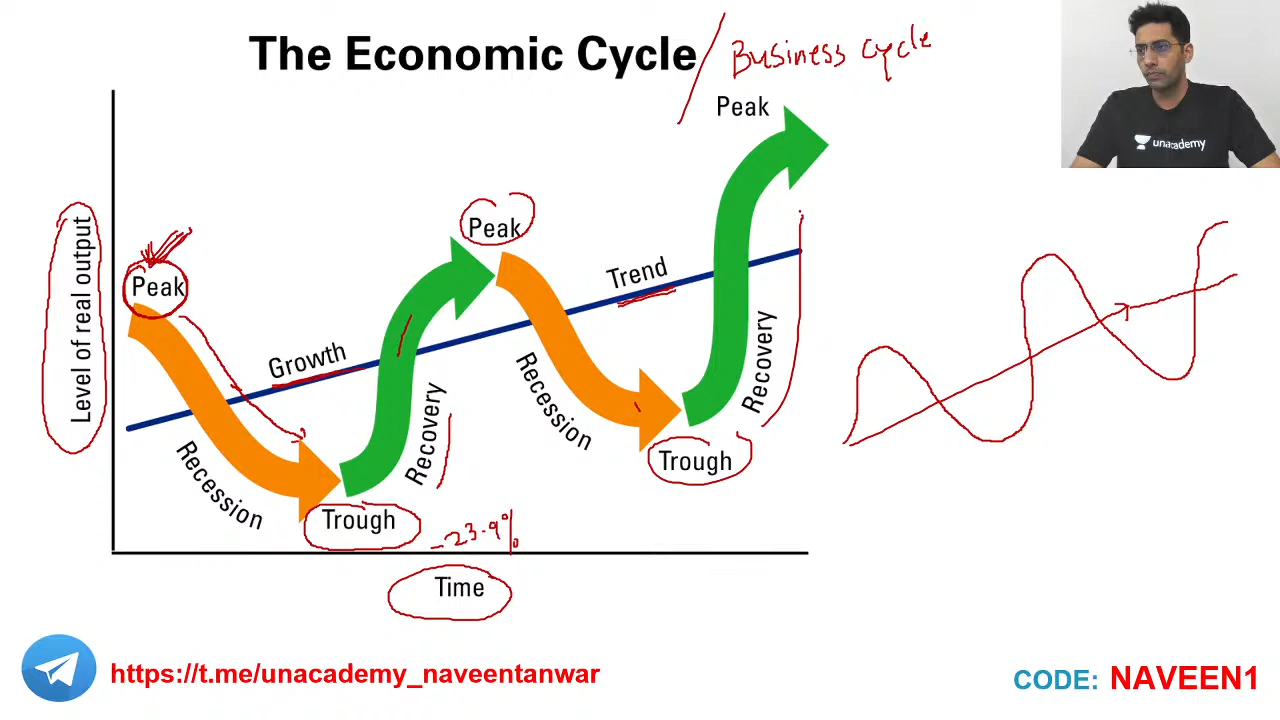 The Economic Cycle / Business Cycle
Peak
unacademy
Peak
Level of real output
Peak
Trend
Growth
Recession
Recovery
Recession
Recovery
Trough
Trough
-23.9%
Time
https://t.me/unacademy_naveentanwar
CODE: NAVEEN1